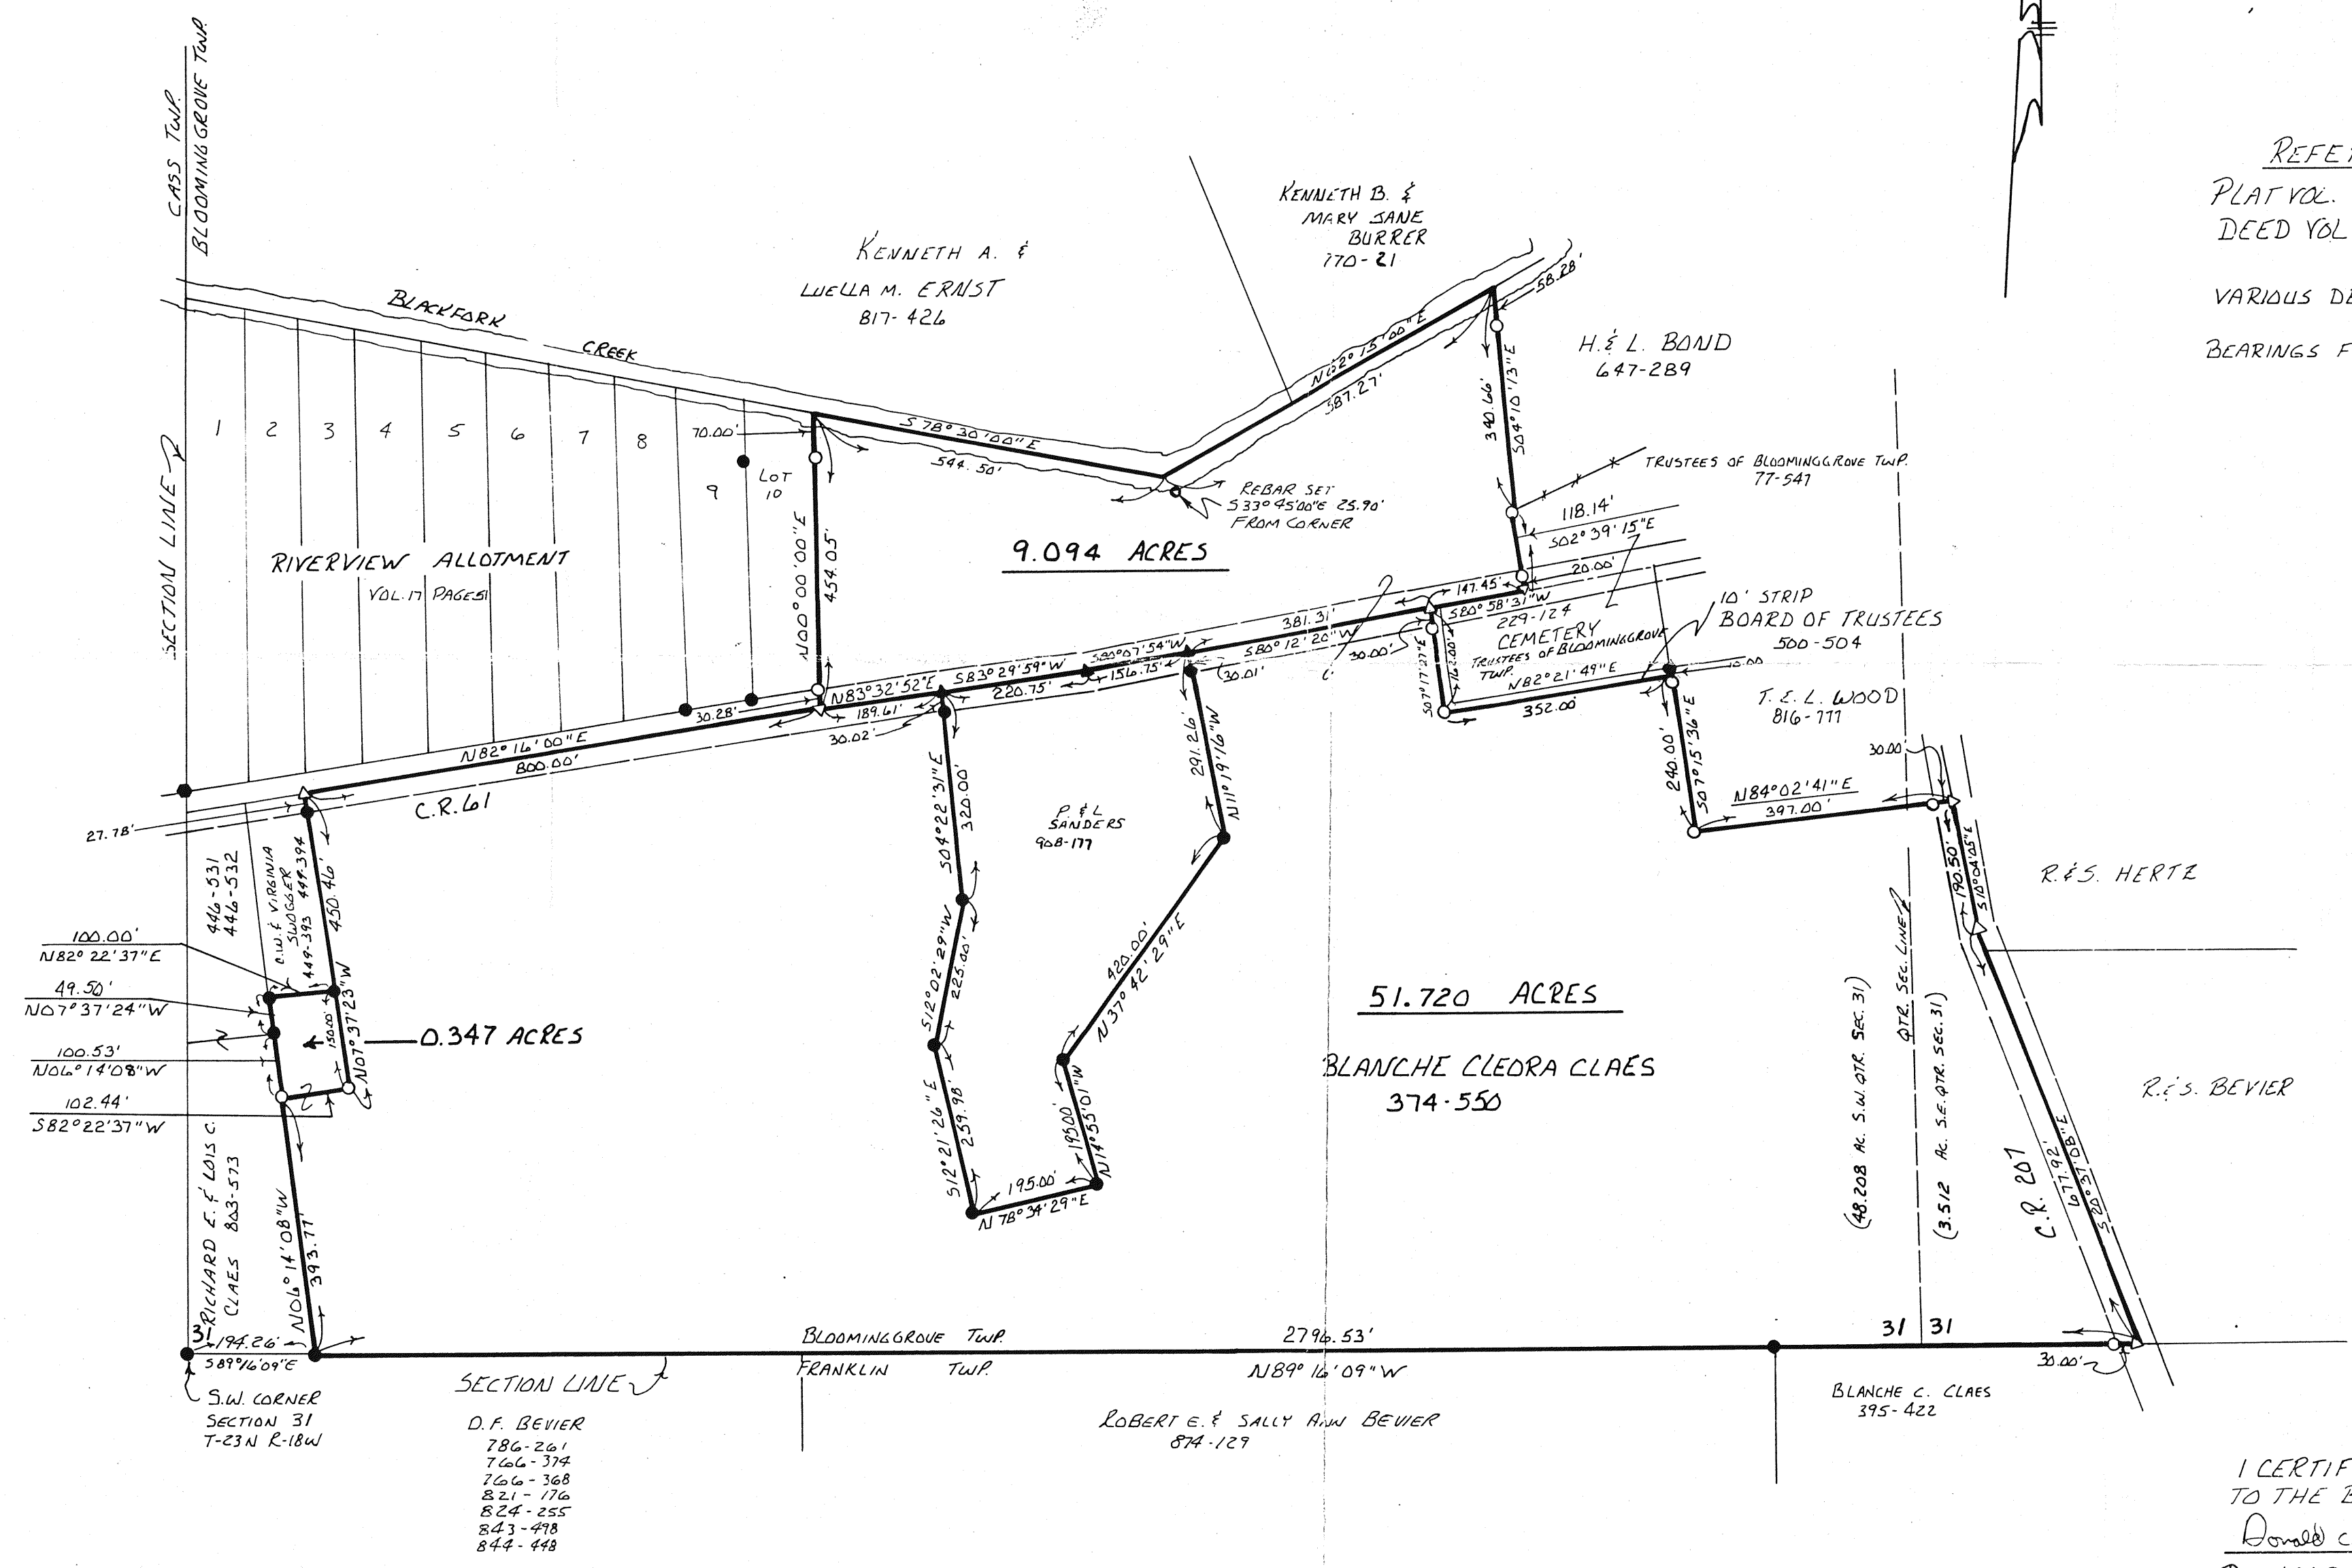 CASS TWP.
BLOOMINGROVE TWP.
SECTION LINE
BLACKFORK
CREEK
KENNETH A. &
LUELLA M. ERNST
817-426
KENNETH B. &
MARY JANE
BURRER
770-21
H. & L. BOND
647-289
PLAT VOL.
DEED VOL
VARIOUS
BEARINGS
1
2
3
4
5
6
7
8
9
LOT
10
70.00'
RIVERVIEW ALLOTMENT
VOL. 17 PAGE 51
N00°00'00"E
454.05'
S 78°30'00"E
544.50'
N62°15'00"E
587.27'
58.28'
340.66'
S04°10'13"E
REBAR SET
S33°45'00"E 25.90'
FROM CORNER
9.094 ACRES
TRUSTEES OF BLOOMINGGROVE TWP.
77-547
118.14'
S02°39'15"E
20.00'
147.45'
S80°58'31"W
229-124
CEMETERY
TRUSTEES OF BLOOMINGGROVE
TWP.
10' STRIP
BOARD OF TRUSTEES
500-504
10.00
N82°21'49"E
352.00'
S07°17'27"E
162.00'
30.00'
381.31'
S80°12'20"W
S80°07'54"W
156.75'
30.01'
S83°29'59"W
220.75'
N83°32'52"E
189.61'
30.28'
30.02'
N82°16'00"E
800.00'
C.R. 61
27.78'
T. & L. WOOD
816-777
240.00'
S07°15'36"E
N84°02'41"E
397.00'
30.00'
190.50'
S10°04'05"E
R. & S. HERTZ
R. & S. BEVIER
446-531
446-532
C.W. & VIRGINIA
SWOGGER
449-393 449-394
450.46'
N07°37'23"W
150.00'
100.00'
N82°22'37"E
49.50'
N07°37'24"W
100.53'
N06°14'08"W
102.44'
S82°22'37"W
0.347 ACRES
S04°22'31"E
320.00'
S12°02'29"W
225.00'
S12°21'26"E
259.98'
195.00'
N78°34'29"E
195.00'
N14°55'01"W
420.00'
N37°42'29"E
291.26'
N11°19'16"W
P. & L
SANDERS
908-177
51.720 ACRES
BLANCHE CLEORA CLAES
374-550
(48.208 AC. S.W. QTR. SEC. 31)
QTR. SEC. LINE
(3.512 AC. S.E. QTR. SEC. 31)
C.R. 207
677.92'
S20°37'08"E
RICHARD E. & LOIS C.
CLAES 803-573
N06°14'08"W
393.77'
31
194.26'
S89°16'09"E
S.W. CORNER
SECTION 31
T-23N R-18W
BLOOMINGGROVE TWP.
FRANKLIN TWP.
2796.53'
N89°16'09"W
31 31
30.00'
SECTION LINE
D.F. BEVIER
786-261
766-374
766-368
821-176
824-255
843-498
844-448
ROBERT E. & SALLY ANN BEVIER
874-129
BLANCHE C. CLAES
395-422
TO THE
Donald C